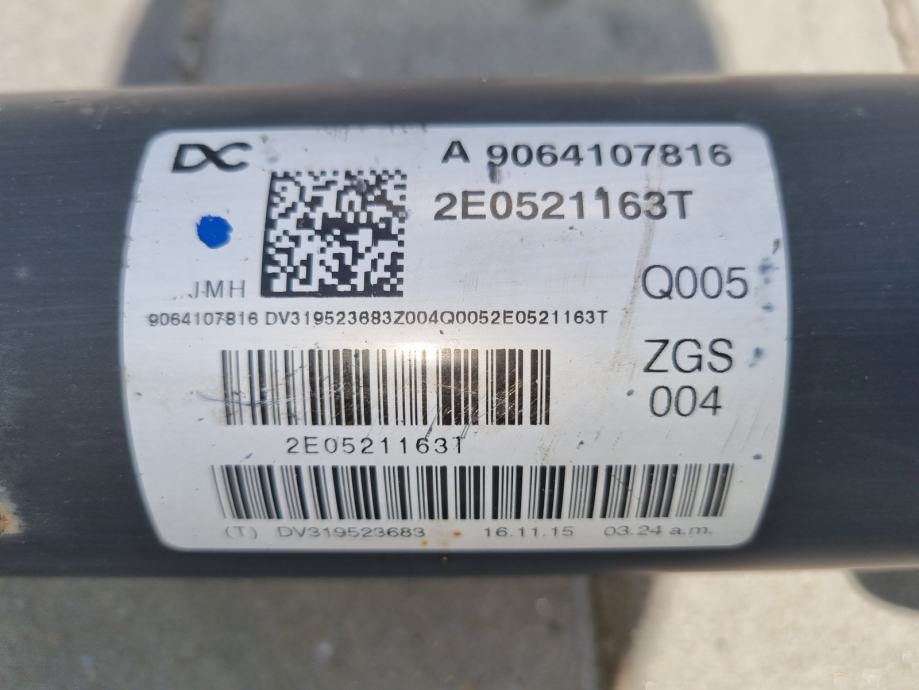 DC
A 9064107816
2E0521163T
JMH
Q005
9064107816 DV319523683Z004Q0052E0521163T
ZGS
004
2E0521163T
(T) DV319523683 16.11.15 03.24 a.m.